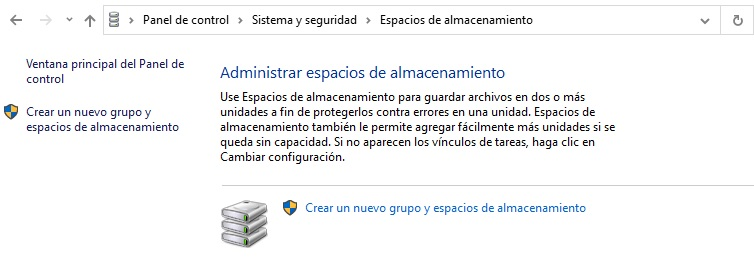 Panel de control > Sistema y seguridad > Espacios de almacenamiento
Ventana principal del Panel de
control
Crear un nuevo grupo y
espacios de almacenamiento
Administrar espacios de almacenamiento
Use Espacios de almacenamiento para guardar archivos en dos o más
unidades a fin de protegerlos contra errores en una unidad. Espacios de
almacenamiento también le permite agregar fácilmente más unidades si se
queda sin capacidad. Si no aparecen los vínculos de tareas, haga clic en
Cambiar configuración.
Crear un nuevo grupo y espacios de almacenamiento